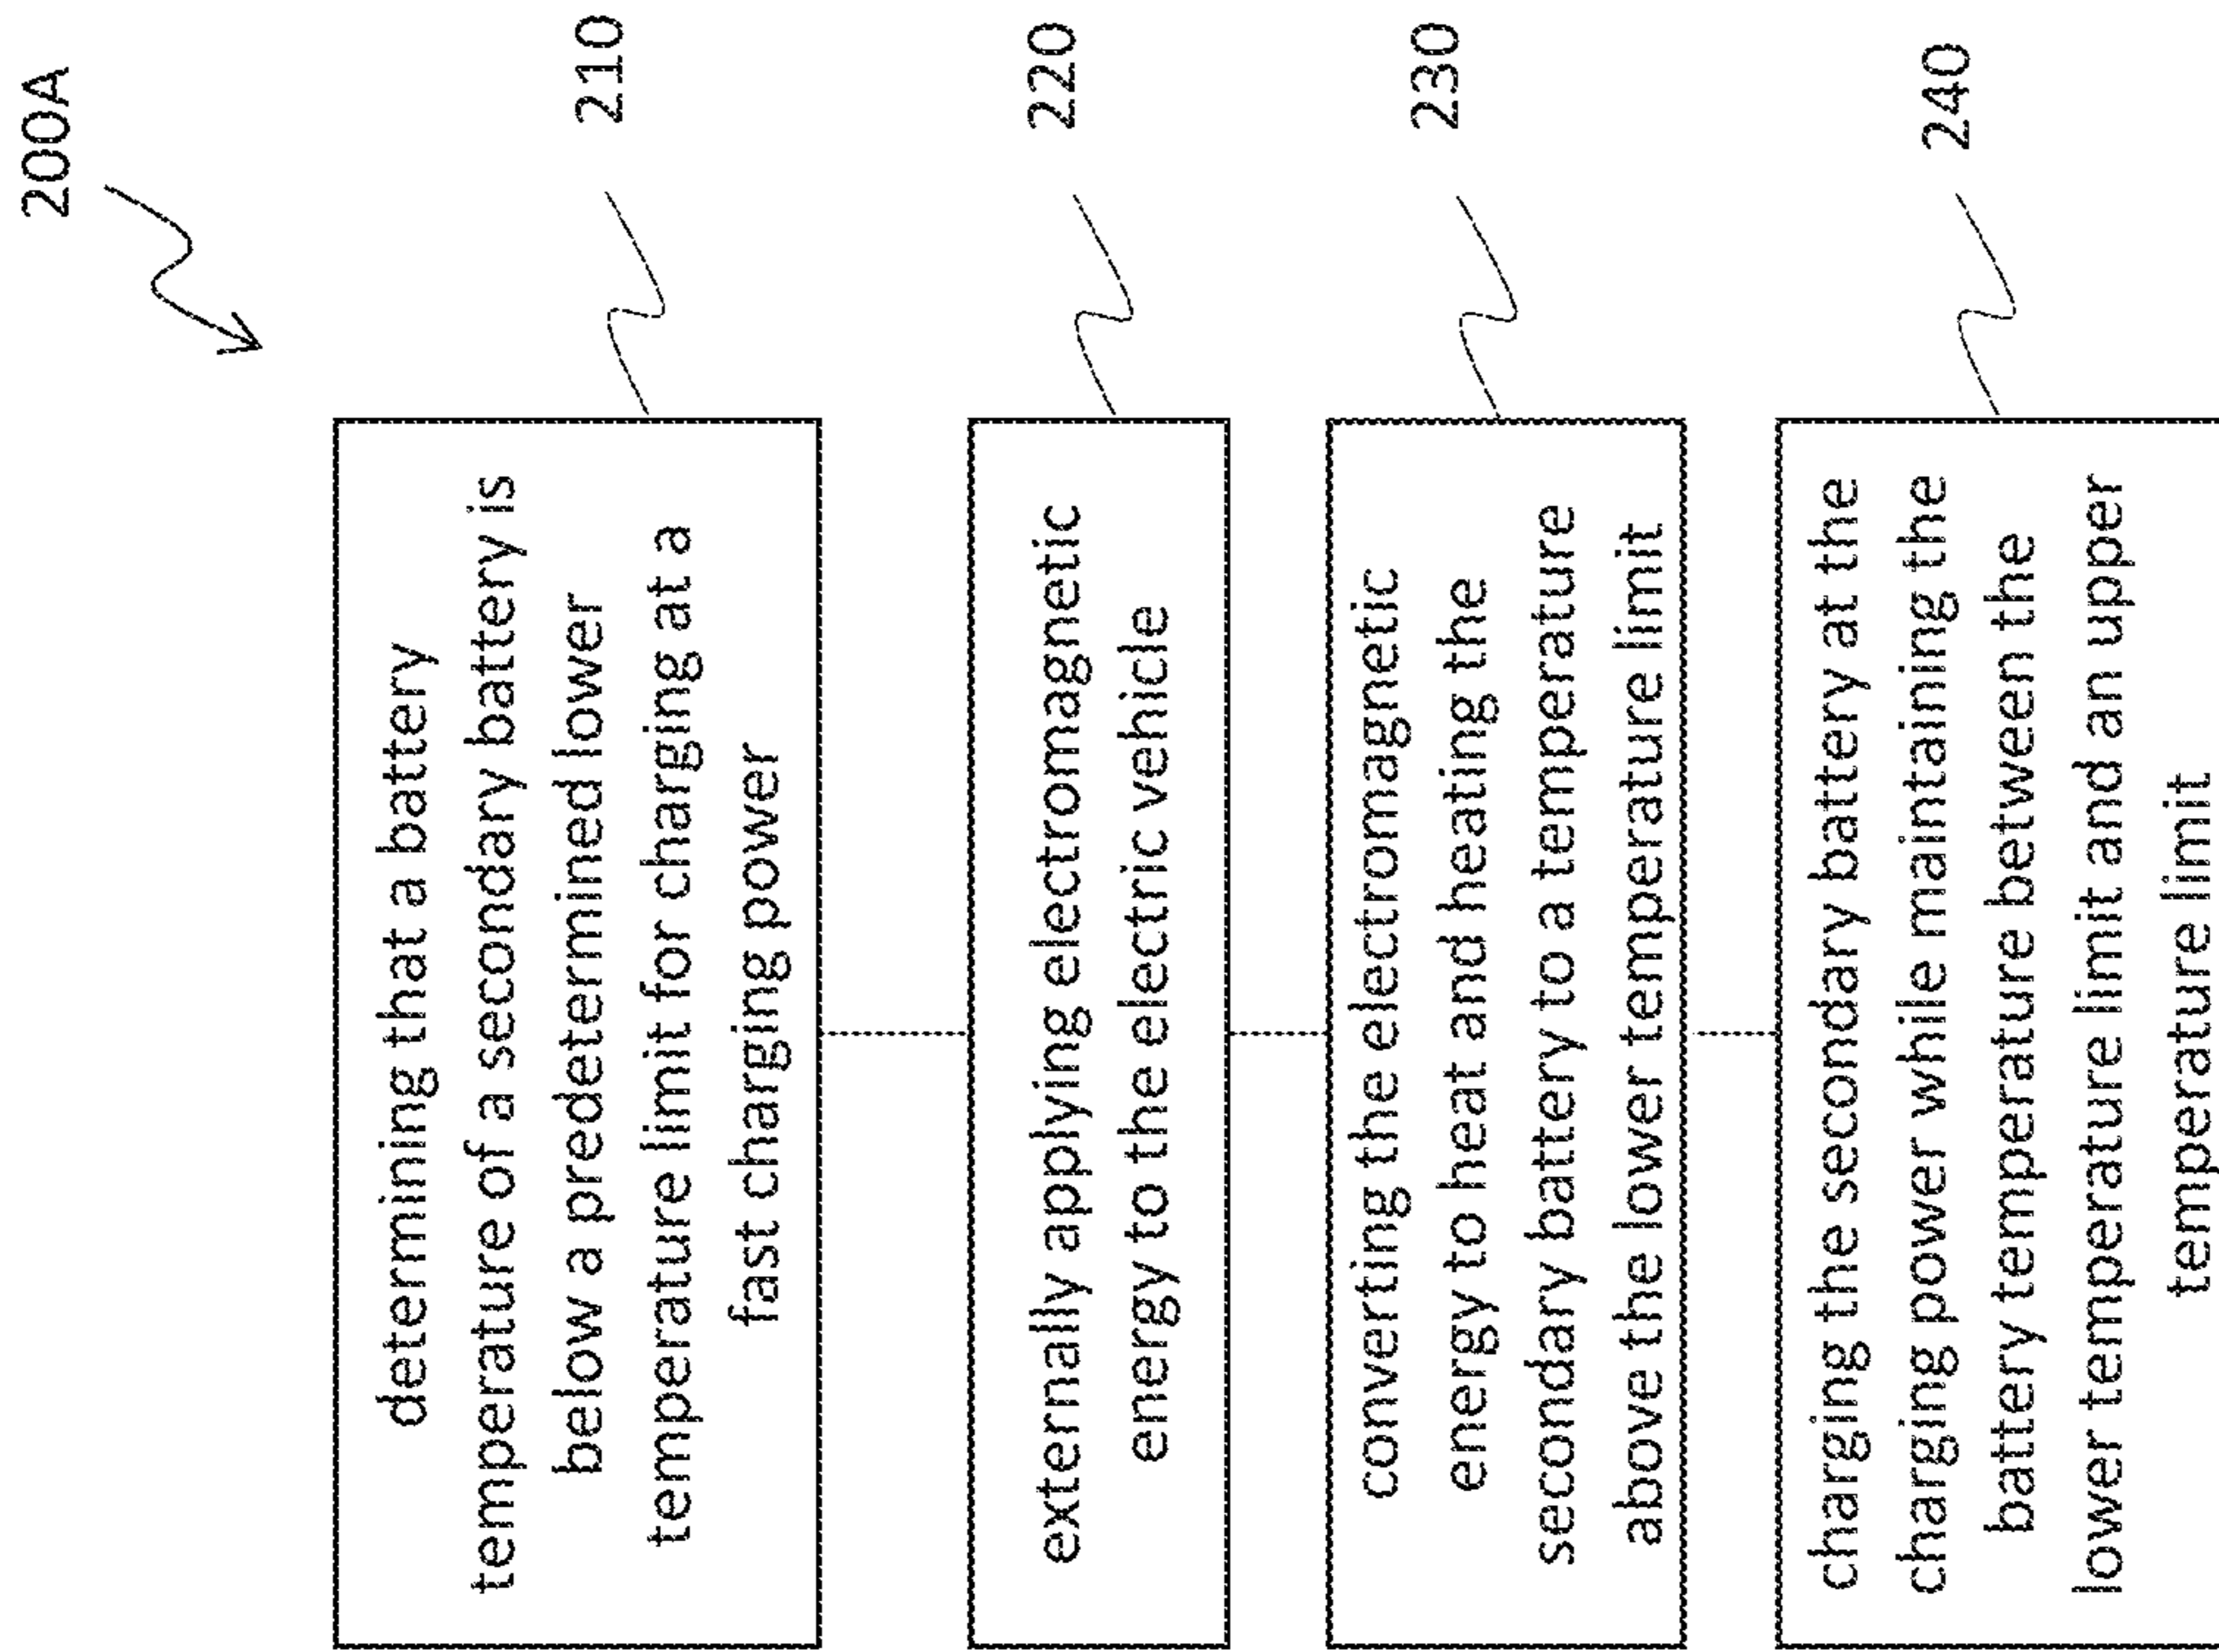 200A
determining that a battery
temperature of a secondary battery is
below a predetermined lower
temperature limit for charging at a
fast charging power
210
externally applying electromagnetic
energy to the electric vehicle
220
converting the electromagnetic
energy to heat and heating the
secondary battery to a temperature
above the lower temperature limit
230
charging the secondary battery at the
charging power while maintaining the
battery temperature between the
lower temperature limit and an upper
temperature limit
240